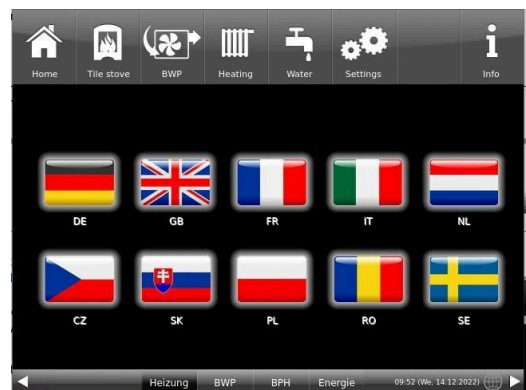 Home Tile stove BWP Heating Water Settings Info
DE GB FR IT NL
CZ SK PL RO SE
Heizung BWP BPH Energie 09:52 (We, 14.12.2022)